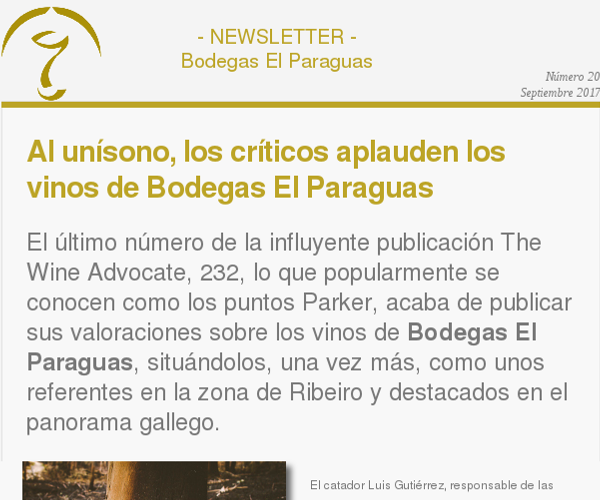 - NEWSLETTER -
Bodegas El Paraguas
Número 20
Septiembre 2017
Al unísono, los críticos aplauden los
vinos de Bodegas El Paraguas
El último número de la influyente publicación The
Wine Advocate, 232, lo que popularmente se
conocen como los puntos Parker, acaba de publicar
sus valoraciones sobre los vinos de Bodegas El
Paraguas, situándolos, una vez más, como unos
referentes en la zona de Ribeiro y destacados en el
panorama gallego.
El catador Luis Gutiérrez, responsable de las